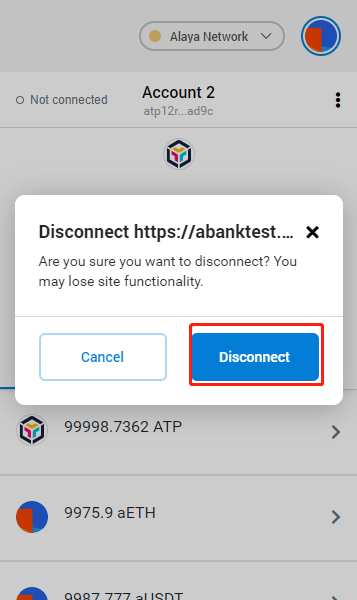 Alaya Network
Not connected
Account 2
atp12r...ad9c
Disconnect https://abanktest....
Are you sure you want to disconnect? You
may lose site functionality.
Cancel
Disconnect
99998.7362 ATP
9975.9 aETH
9987.777 aUSDT